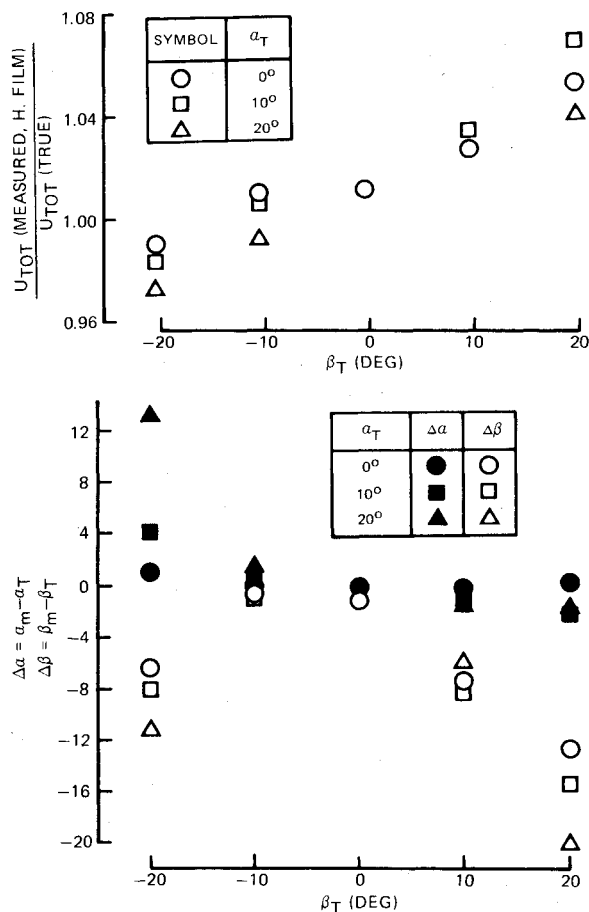 1.08
1.04
1.00
0.96
U_TOT (MEASURED, H. FILM)
U_TOT (TRUE)
SYMBOL α_T
0°
10°
20°
−20 −10 0 10 20
β_T (DEG)
12
8
4
0
−4
−8
−12
−16
−20
Δα = α_m−α_T
Δβ = β_m−β_T
α_T Δα Δβ
0°
10°
20°
−20 −10 0 10 20
β_T (DEG)